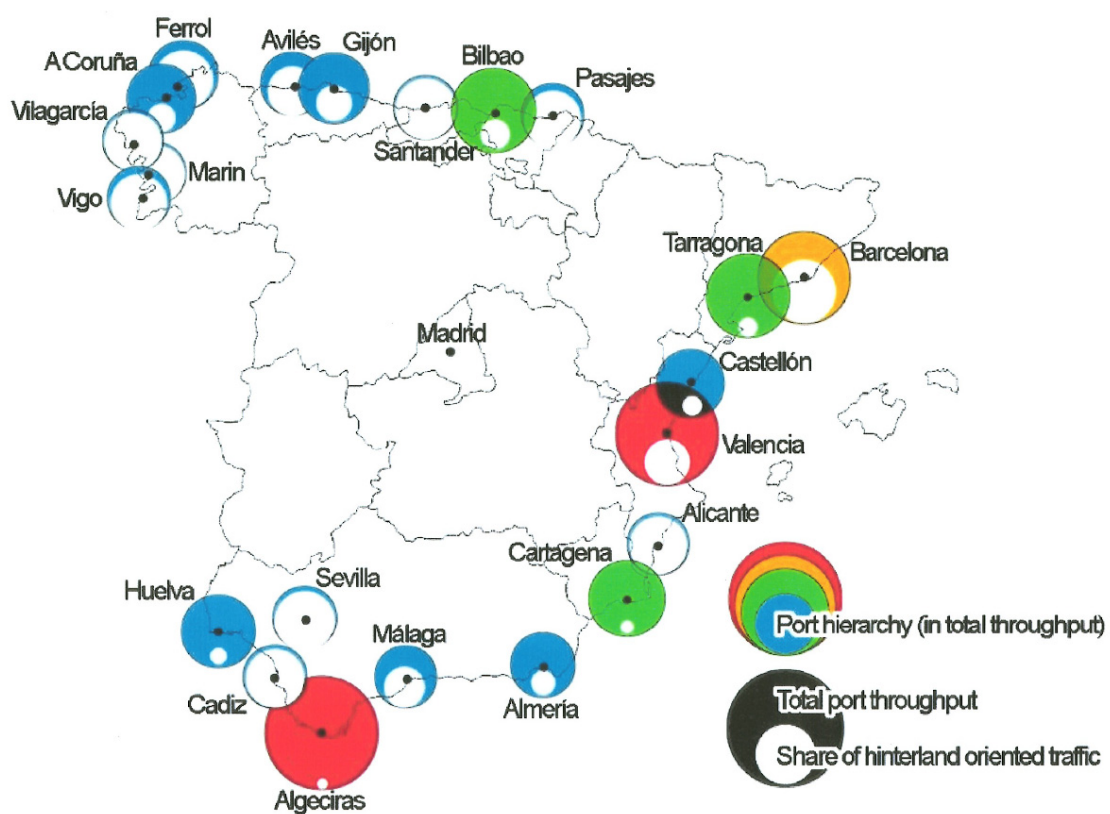 Ferrol
Avilés
Gijón
A Coruña
Bilbao
Pasajes
Vilagarcía
Santander
Marin
Vigo
Tarragona
Barcelona
Madrid
Castellón
Valencia
Alicante
Cartagena
Sevilla
Huelva
Málaga
Port hierarchy (in total throughput)
Cadiz
Almería
Total port throughput
Share of hinterland oriented traffic
Algeciras